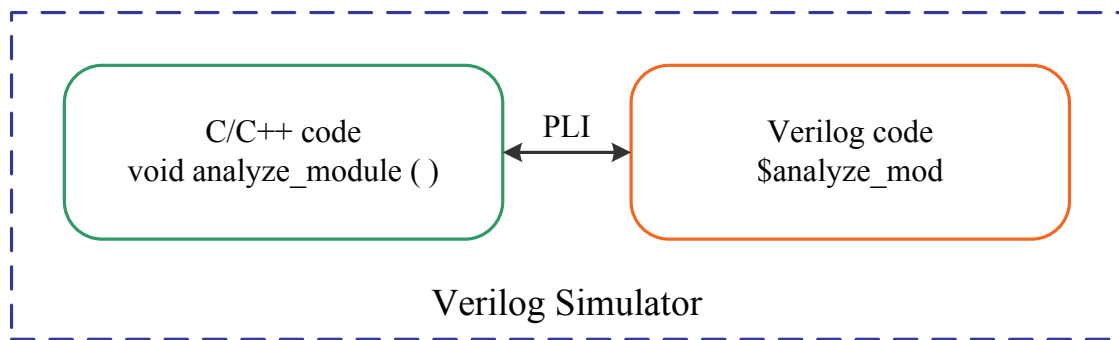 C/C++ code
void analyze_module ( )
PLI
Verilog code
$analyze_mod
Verilog Simulator